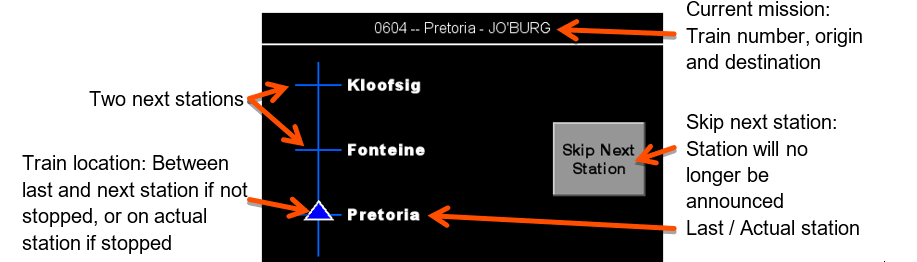 Current mission:
Train number, origin
and destination
0604 -- Pretoria - JO'BURG
Kloofsig
Two next stations
Fonteine
Skip Next
Station
Skip next station:
Station will no
longer be
announced
Train location: Between
last and next station if not
stopped, or on actual
station if stopped
Pretoria
Last / Actual station